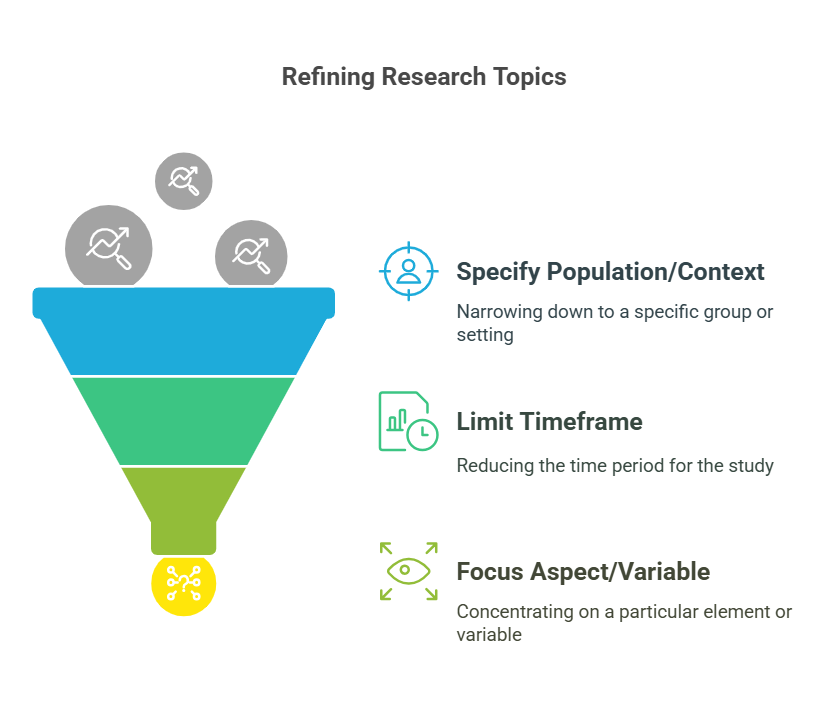 Refining Research Topics
Specify Population/Context
Narrowing down to a specific group or
setting
Limit Timeframe
Reducing the time period for the study
Focus Aspect/Variable
Concentrating on a particular element or
variable
?